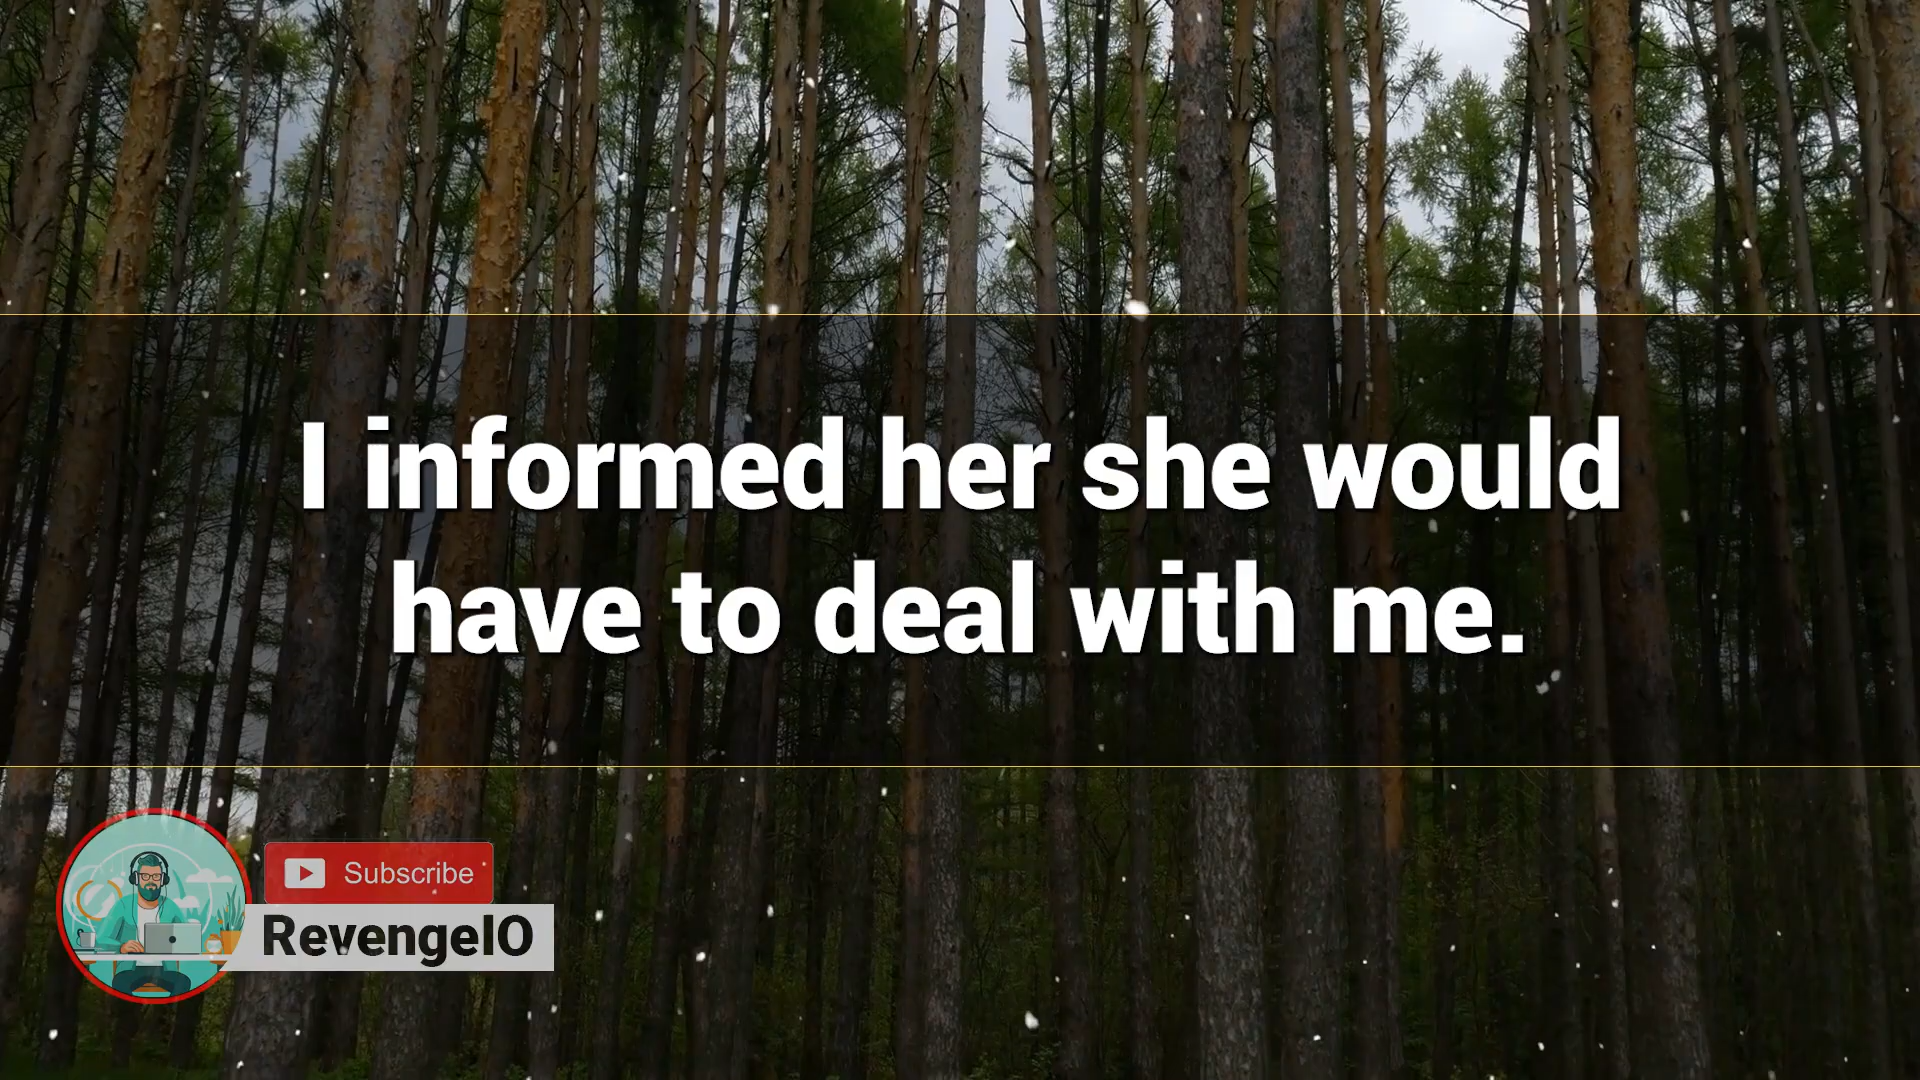 I informed her she would
have to deal with me.
Subscribe
RevengeIO